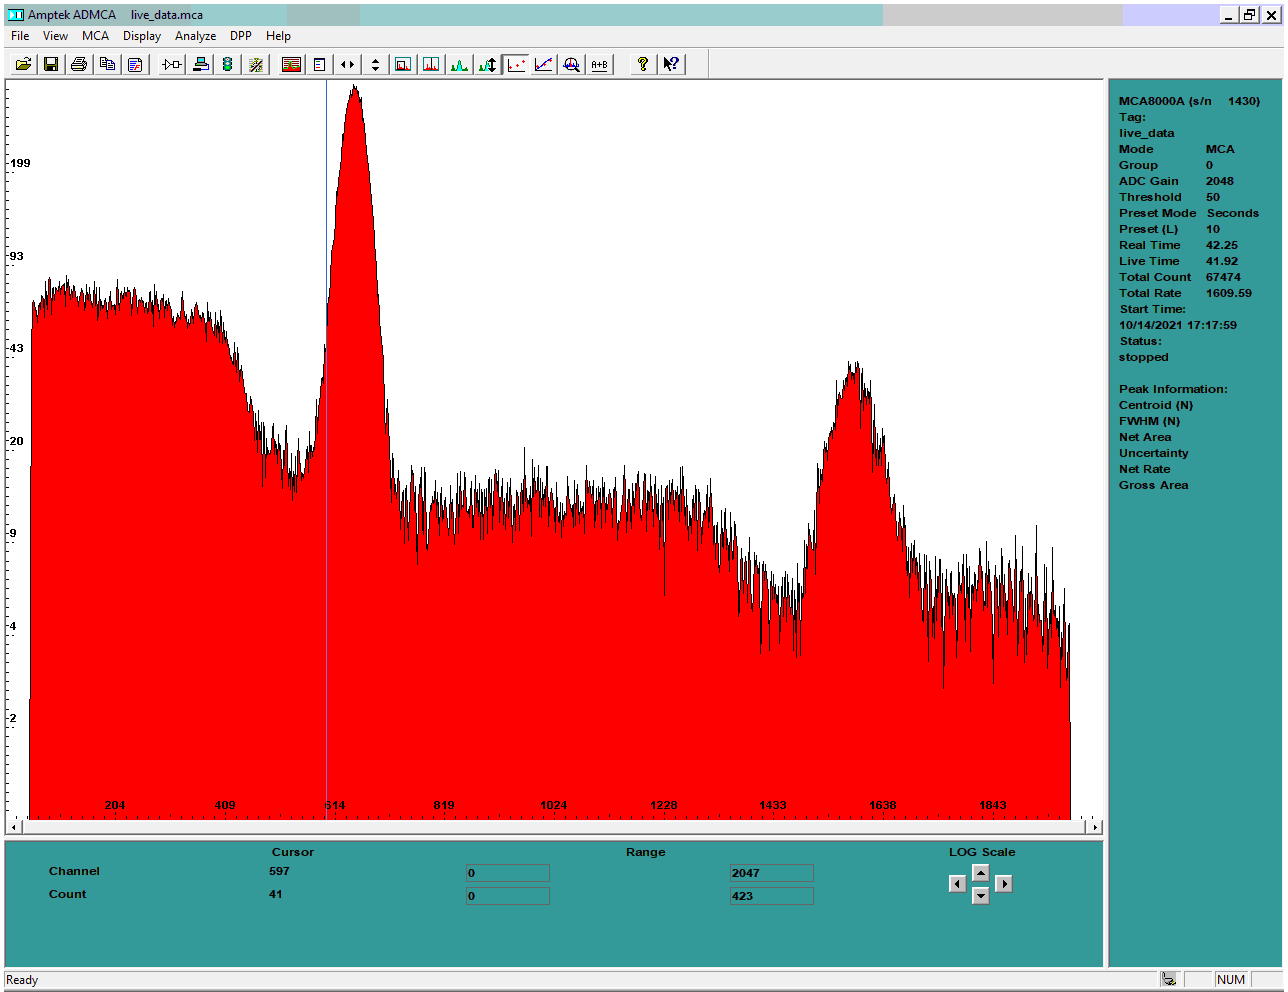 Amptek ADMCA live_data.mca
File View MCA Display Analyze DPP Help
A+B
199
93
43
20
9
4
2
204 409 614 819 1024 1228 1433 1638 1843
MCA8000A (s/n 1430)
Tag:
live_data
Mode MCA
Group 0
ADC Gain 2048
Threshold 50
Preset Mode Seconds
Preset (L) 10
Real Time 42.25
Live Time 41.92
Total Count 67474
Total Rate 1609.59
Start Time:
10/14/2021 17:17:59
Status:
stopped
Peak Information:
Centroid (N)
FWHM (N)
Net Area
Uncertainty
Net Rate
Gross Area
Cursor Range LOG Scale
Channel 597 0 2047
Count 41 0 423
Ready NUM